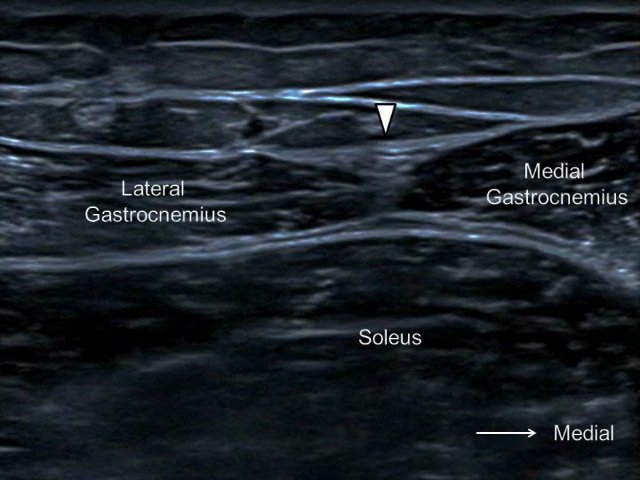 Lateral
Gastrocnemius
Medial
Gastrocnemius
Soleus
Medial